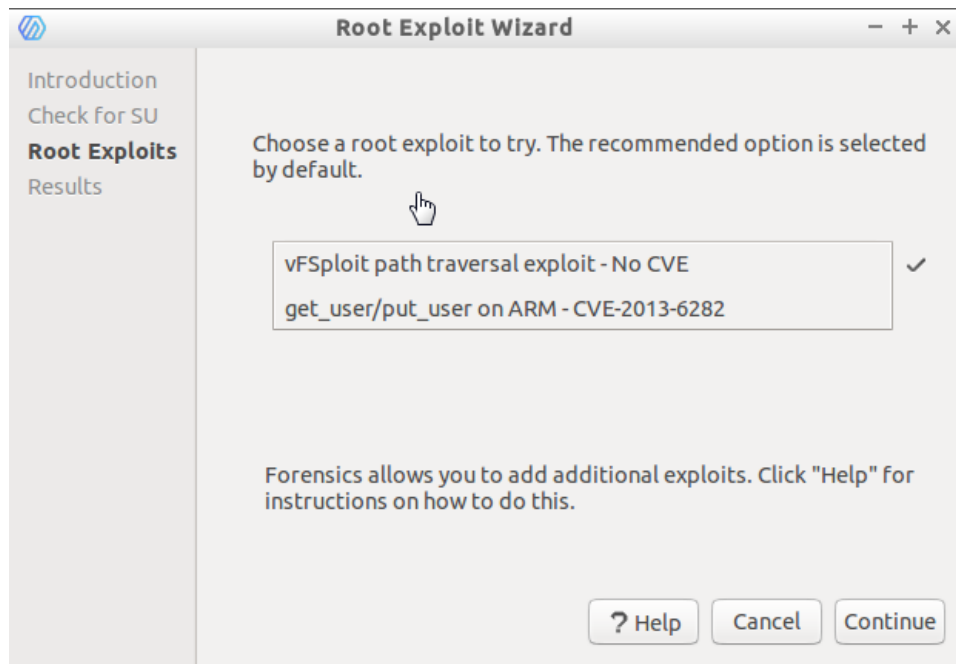 Root Exploit Wizard
Introduction
Check for SU
Root Exploits
Results
Choose a root exploit to try. The recommended option is selected
by default.
vFSploit path traversal exploit - No CVE
get_user/put_user on ARM - CVE-2013-6282
Forensics allows you to add additional exploits. Click "Help" for
instructions on how to do this.
? Help
Cancel
Continue